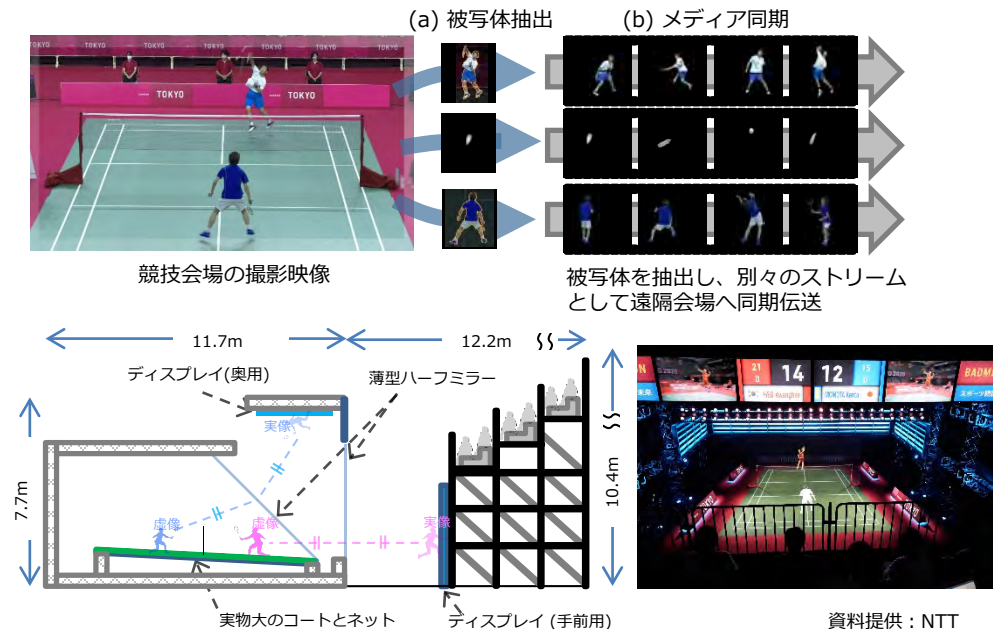 (a) 被写体抽出
(b) メディア同期
TOKYO
TOKYO
TOKYO
TOKYO
TOKYO
競技会場の撮影映像
被写体を抽出し、別々のストリーム
として遠隔会場へ同期伝送
11.7m
12.2m
ディスプレイ(奥用)
薄型ハーフミラー
実像
虚像
虚像
実像
7.7m
10.4m
実物大のコートとネット
ディスプレイ (手前用)
21
14
12
15
BADM
資料提供：NTT